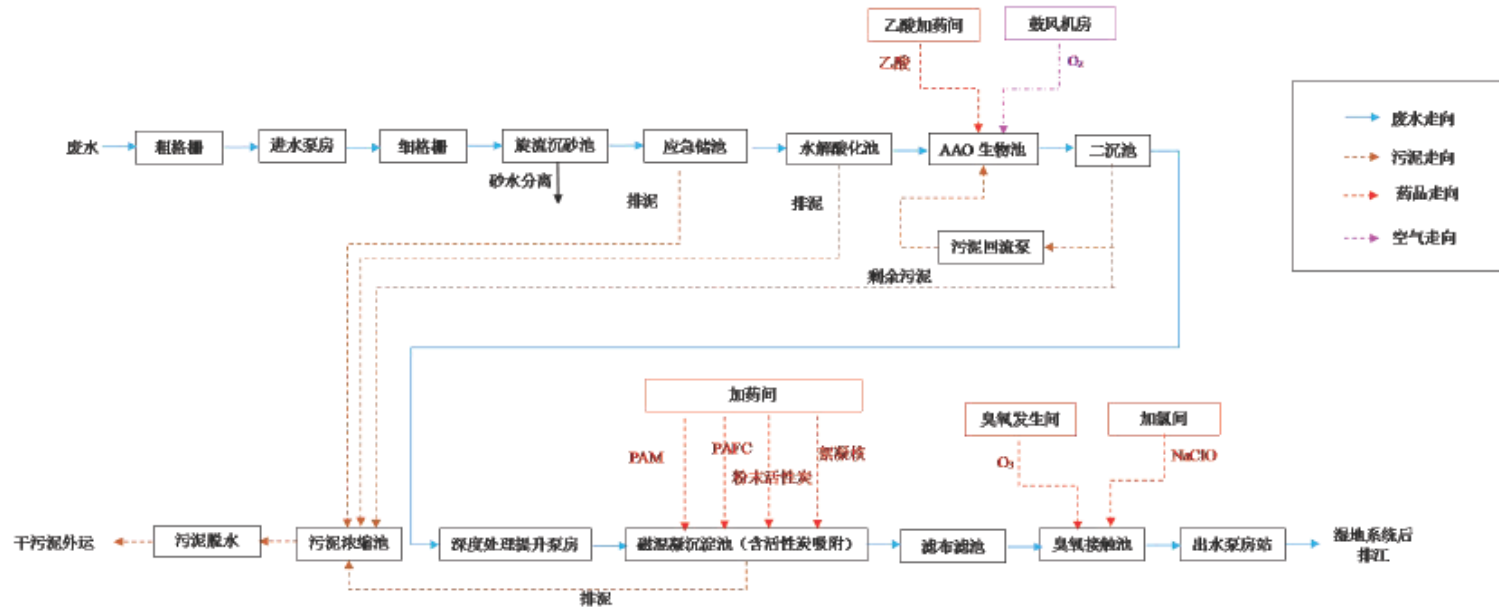 乙酸加药间
鼓风机房
乙酸
O₂
废水
粗格栅
进水泵房
细格栅
旋流沉砂池
应急储池
水解酸化池
AAO 生物池
二沉池
砂水分离
排泥
排泥
污泥回流泵
剩余污泥
废水走向
污泥走向
药品走向
空气走向
加药间
PAM
PAFC
粉末活性炭
絮凝核
臭氧发生间
加氯间
O₃
NaClO
干污泥外运
污泥脱水
污泥浓缩池
深度处理提升泵房
磁混凝沉淀池（含活性炭吸附）
滤布滤池
臭氧接触池
出水泵房站
湿地系统后
排江
排泥